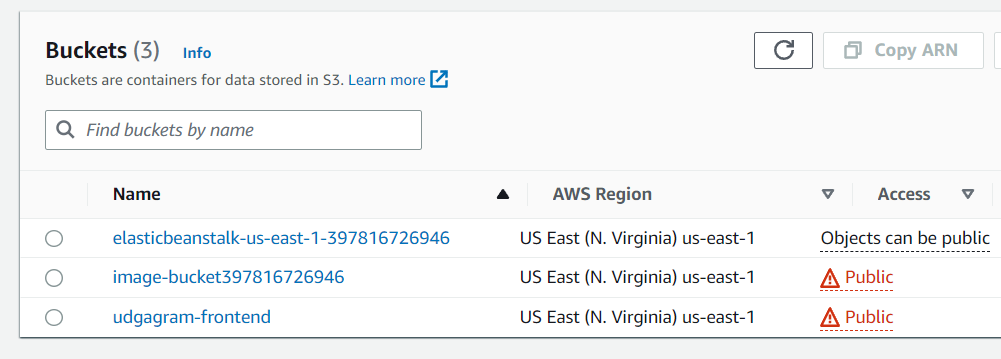 Buckets (3) Info
Copy ARN
Buckets are containers for data stored in S3. Learn more
Find buckets by name
Name AWS Region Access
elasticbeanstalk-us-east-1-397816726946 US East (N. Virginia) us-east-1 Objects can be public
image-bucket397816726946 US East (N. Virginia) us-east-1 Public
udgagram-frontend US East (N. Virginia) us-east-1 Public